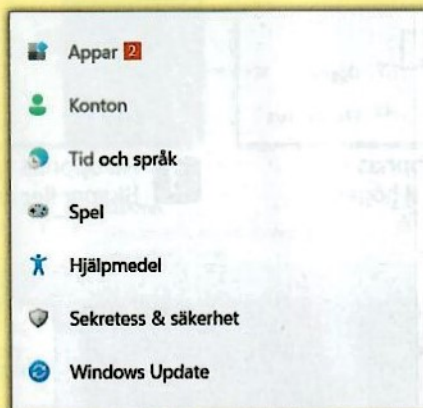 Appar 2
Konton
Tid och språk
Spel
Hjälpmedel
Sekretess & säkerhet
Windows Update